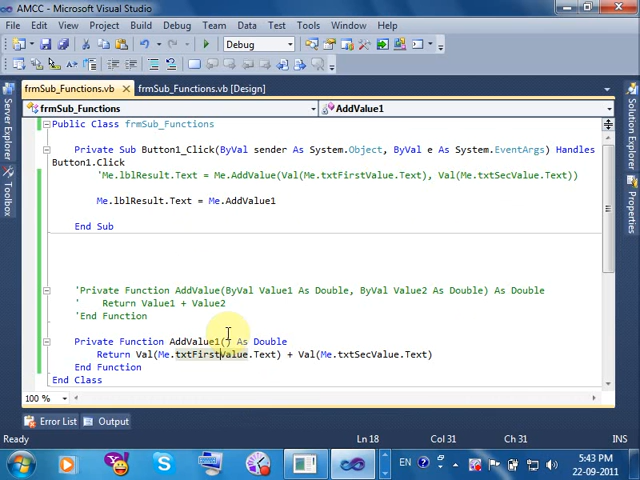 AMCC - Microsoft Visual Studio
File Edit View Project Build Debug Team Data Tools Test Window Help
Debug
frmSub_Functions.vb frmSub_Functions.vb [Design]
frmSub_Functions AddValue1
Public Class frmSub_Functions
Private Sub Button1_Click(ByVal sender As System.Object, ByVal e As System.EventArgs) Handles
Button1.Click
'Me.lblResult.Text = Me.AddValue(Val(Me.txtFirstValue.Text), Val(Me.txtSecValue.Text))
Me.lblResult.Text = Me.AddValue1
End Sub
'Private Function AddValue(ByVal Value1 As Double, ByVal Value2 As Double) As Double
' Return Value1 + Value2
'End Function
Private Function AddValue1() As Double
Return Val(Me.txtFirstValue.Text) + Val(Me.txtSecValue.Text)
End Function
End Class
100 %
Server Explorer
Toolbox
Solution Explorer
Properties
Error List Output
Ready Ln 18 Col 31 Ch 31 INS
EN 5:43 PM
22-09-2011